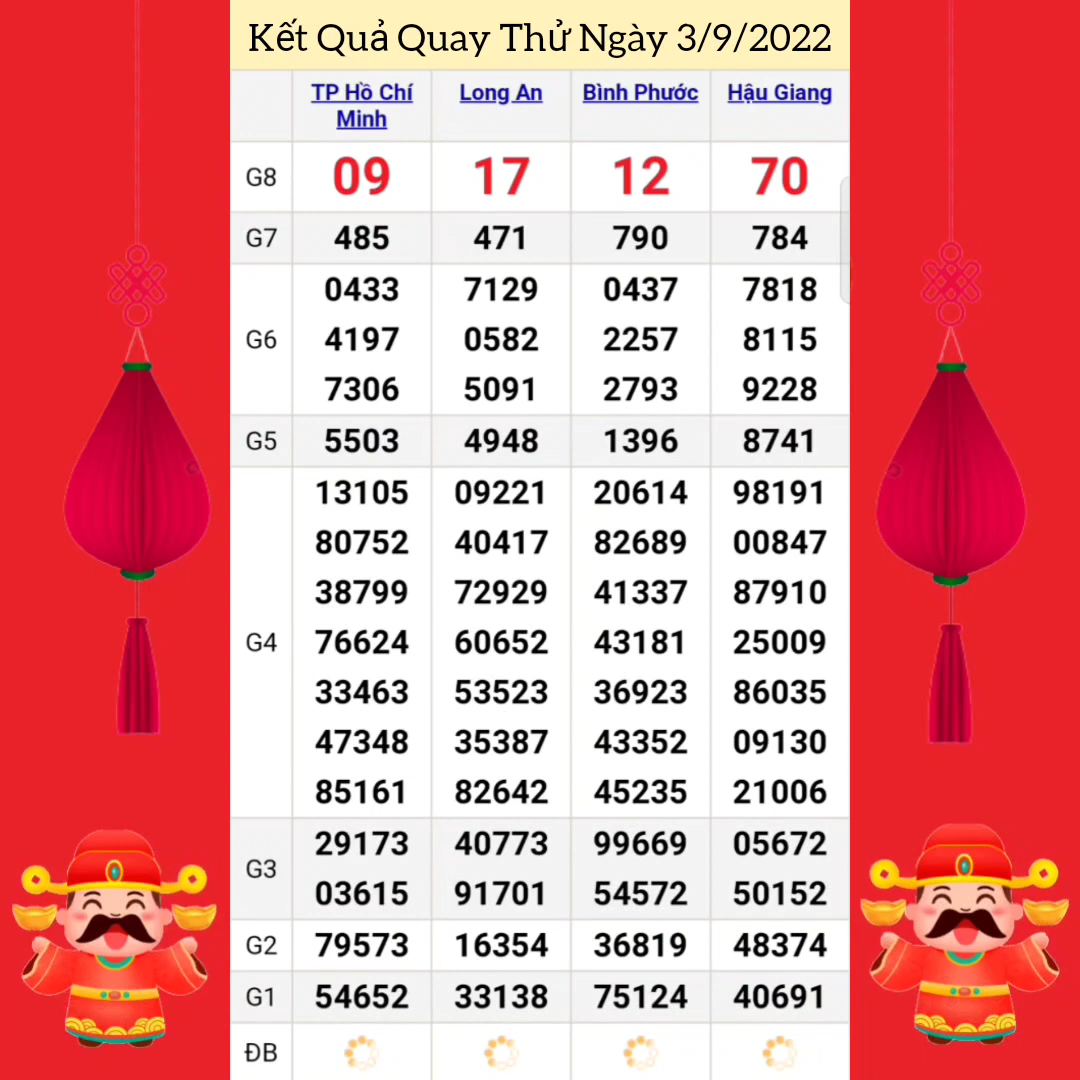 Kết Quả Quay Thử Ngày 3/9/2022
TP Hồ Chí Minh Long An Bình Phước Hậu Giang
G8 09 17 12 70
G7 485 471 790 784
0433 7129 0437 7818
G6 4197 0582 2257 8115
7306 5091 2793 9228
G5 5503 4948 1396 8741
13105 09221 20614 98191
80752 40417 82689 00847
38799 72929 41337 87910
G4 76624 60652 43181 25009
33463 53523 36923 86035
47348 35387 43352 09130
85161 82642 45235 21006
G3 29173 40773 99669 05672
03615 91701 54572 50152
G2 79573 16354 36819 48374
G1 54652 33138 75124 40691
ĐB